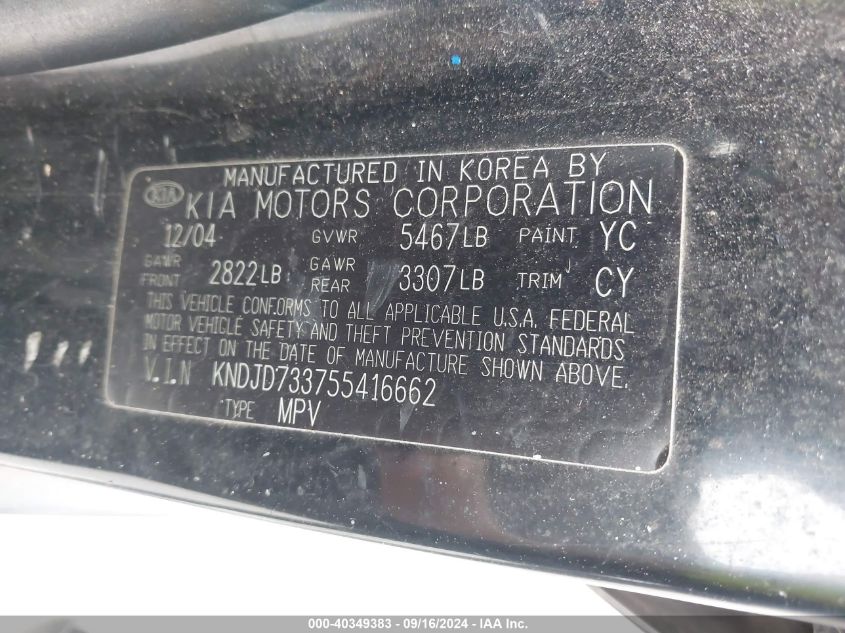 MANUFACTURED IN KOREA BY
KIA KIA MOTORS CORPORATION
12/04 GVWR 5467LB PAINT YC
GAWR FRONT 2822LB GAWR REAR 3307LB TRIM CY
THIS VEHICLE CONFORMS TO ALL APPLICABLE U.S.A. FEDERAL
MOTOR VEHICLE SAFETY AND THEFT PREVENTION STANDARDS
IN EFFECT ON THE DATE OF MANUFACTURE SHOWN ABOVE.
V.I.N KNDJD733755416662
TYPE MPV
000-40349383 - 09/16/2024 - IAA Inc.